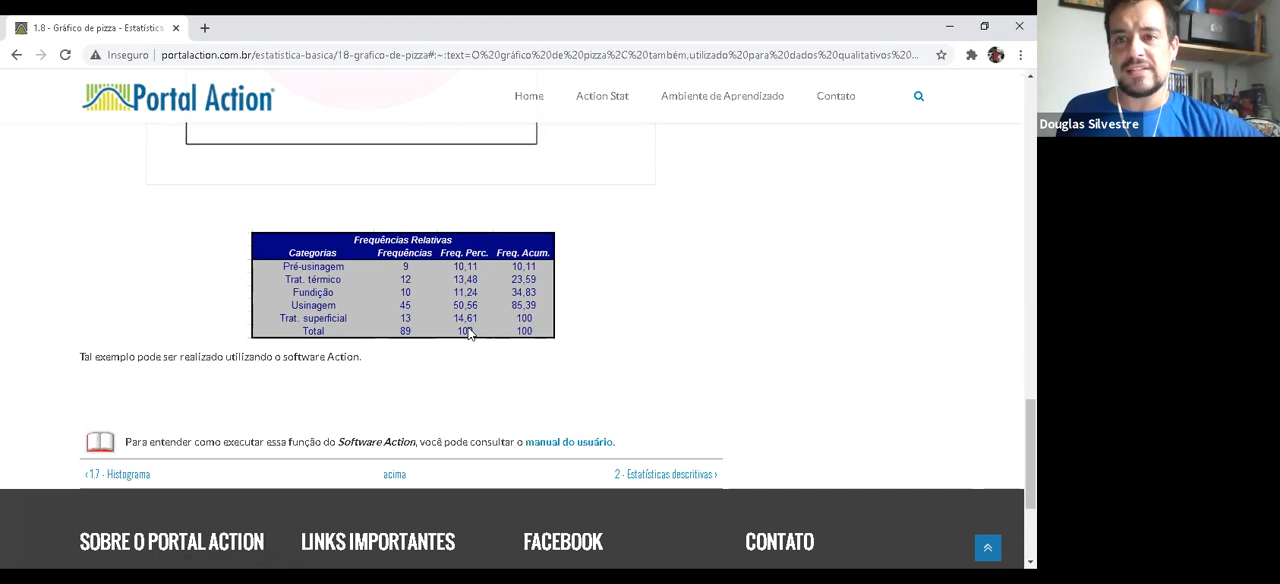 1.8 - Gráfico de pizza - Estatístic
Inseguro
portalaction.com.br/estatistica-basica/18-grafico-de-pizza#:~:text=O%20gráfico%20de%20pizza%2C%20também,utilizado%20para%20dados%20qualitativos%20...
Portal Action
Home Action Stat Ambiente de Aprendizado Contato
Douglas Silvestre
Frequências Relativas
Categorias Frequências Freq. Perc. Freq. Acum.
Pré-usinagem 9 10,11 10,11
Trat. térmico 12 13,48 23,59
Fundição 10 11,24 34,83
Usinagem 45 50,56 85,39
Trat. superficial 13 14,61 100
Total 89 100 100
Tal exemplo pode ser realizado utilizando o software Action.
Para entender como executar essa função do Software Action, você pode consultar o manual do usuário.
‹ 1.7 - Histograma acima 2 - Estatísticas descritivas ›
SOBRE O PORTAL ACTION LINKS IMPORTANTES FACEBOOK CONTATO